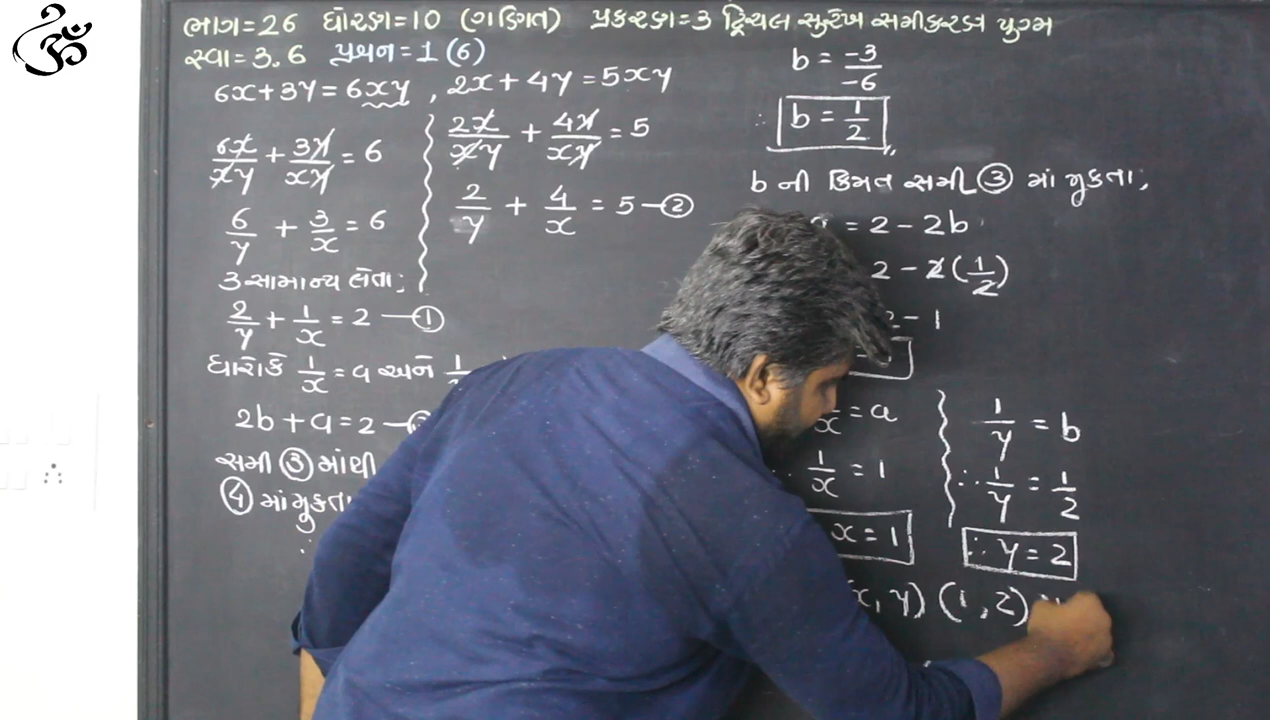 ૐ
ભાગ=26 ધોરણ=10 (ગણિત) પ્રકરણ=3 દ્વિચલ સુરેખ સમીકરણ યુગ્મ
સ્વા=3.6 પ્રશ્ન=1(6)
6x+3y=6xy, 2x+4y=5xy
6x/xy + 3y/xy = 6
6/y + 3/x = 6
3 સામાન્ય લેતા;
2/y + 1/x = 2 —①
ધારોકે 1/x = a અને 1/
2b+a=2 —
સમી ③ માંથી
④ માં મુકતા
∴
2x/xy + 4y/xy = 5
2/y + 4/x = 5 —②
b = -3/-6
∴ b = 1/2
b ની કિંમત સમી ③ માં મુકતા,
a = 2 - 2b
2 - 2(1/2)
2 - 1
x = a
∴ 1/x = 1
x = 1
1/y = b
∴ 1/y = 1/2
∴ y = 2
x, y) (1, 2)